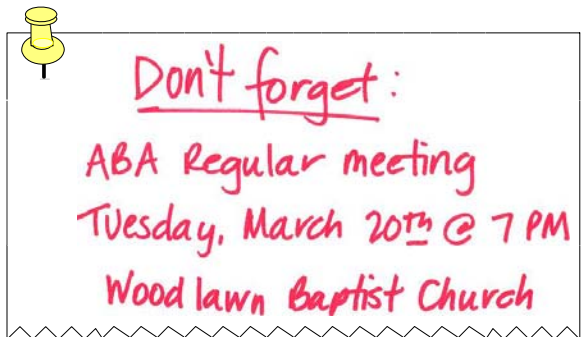 Don't forget:
ABA Regular meeting
Tuesday, March 20th @ 7 PM
Woodlawn Baptist Church